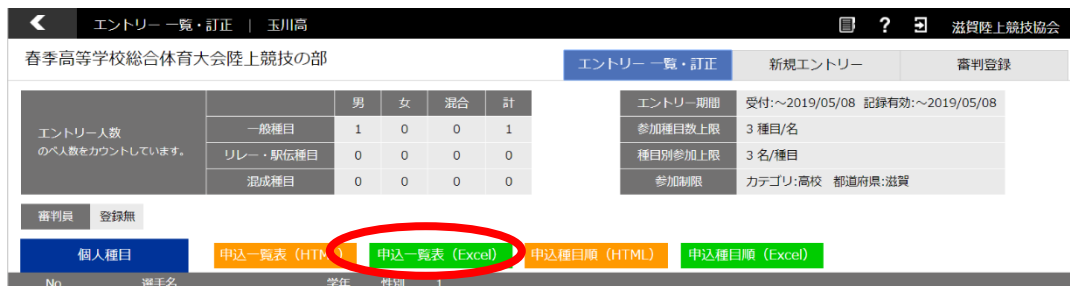 エントリー 一覧・訂正 | 玉川高 ? 滋賀陸上競技協会
春季高等学校総合体育大会陸上競技の部 エントリー 一覧・訂正 新規エントリー 審判登録
男 女 混合 計 エントリー期間 受付:～2019/05/08 記録有効:～2019/05/08
エントリー人数 一般種目 1 0 0 1 参加種目数上限 3 種目/名
のべ人数をカウントしています。 リレー・駅伝種目 0 0 0 0 種目別参加上限 3 名/種目
混成種目 0 0 0 0 参加制限 カテゴリ:高校 都道府県:滋賀
審判員 登録無
個人種目 申込一覧表（HTML） 申込一覧表（Excel） 申込種目順（HTML） 申込種目順（Excel）
No 選手名 学年 性別 1